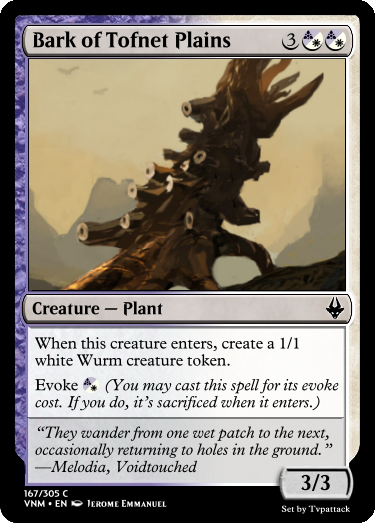 Bark of Tofnet Plains 3
Creature — Plant
When this creature enters, create a 1/1
white Wurm creature token.
Evoke (You may cast this spell for its evoke
cost. If you do, it's sacrificed when it enters.)
"They wander from one wet patch to the next,
occasionally returning to holes in the ground."
—Melodia, Voidtouched
3/3
167/305 C
VNM • EN Jerome Emmanuel
Set by Tvpattack